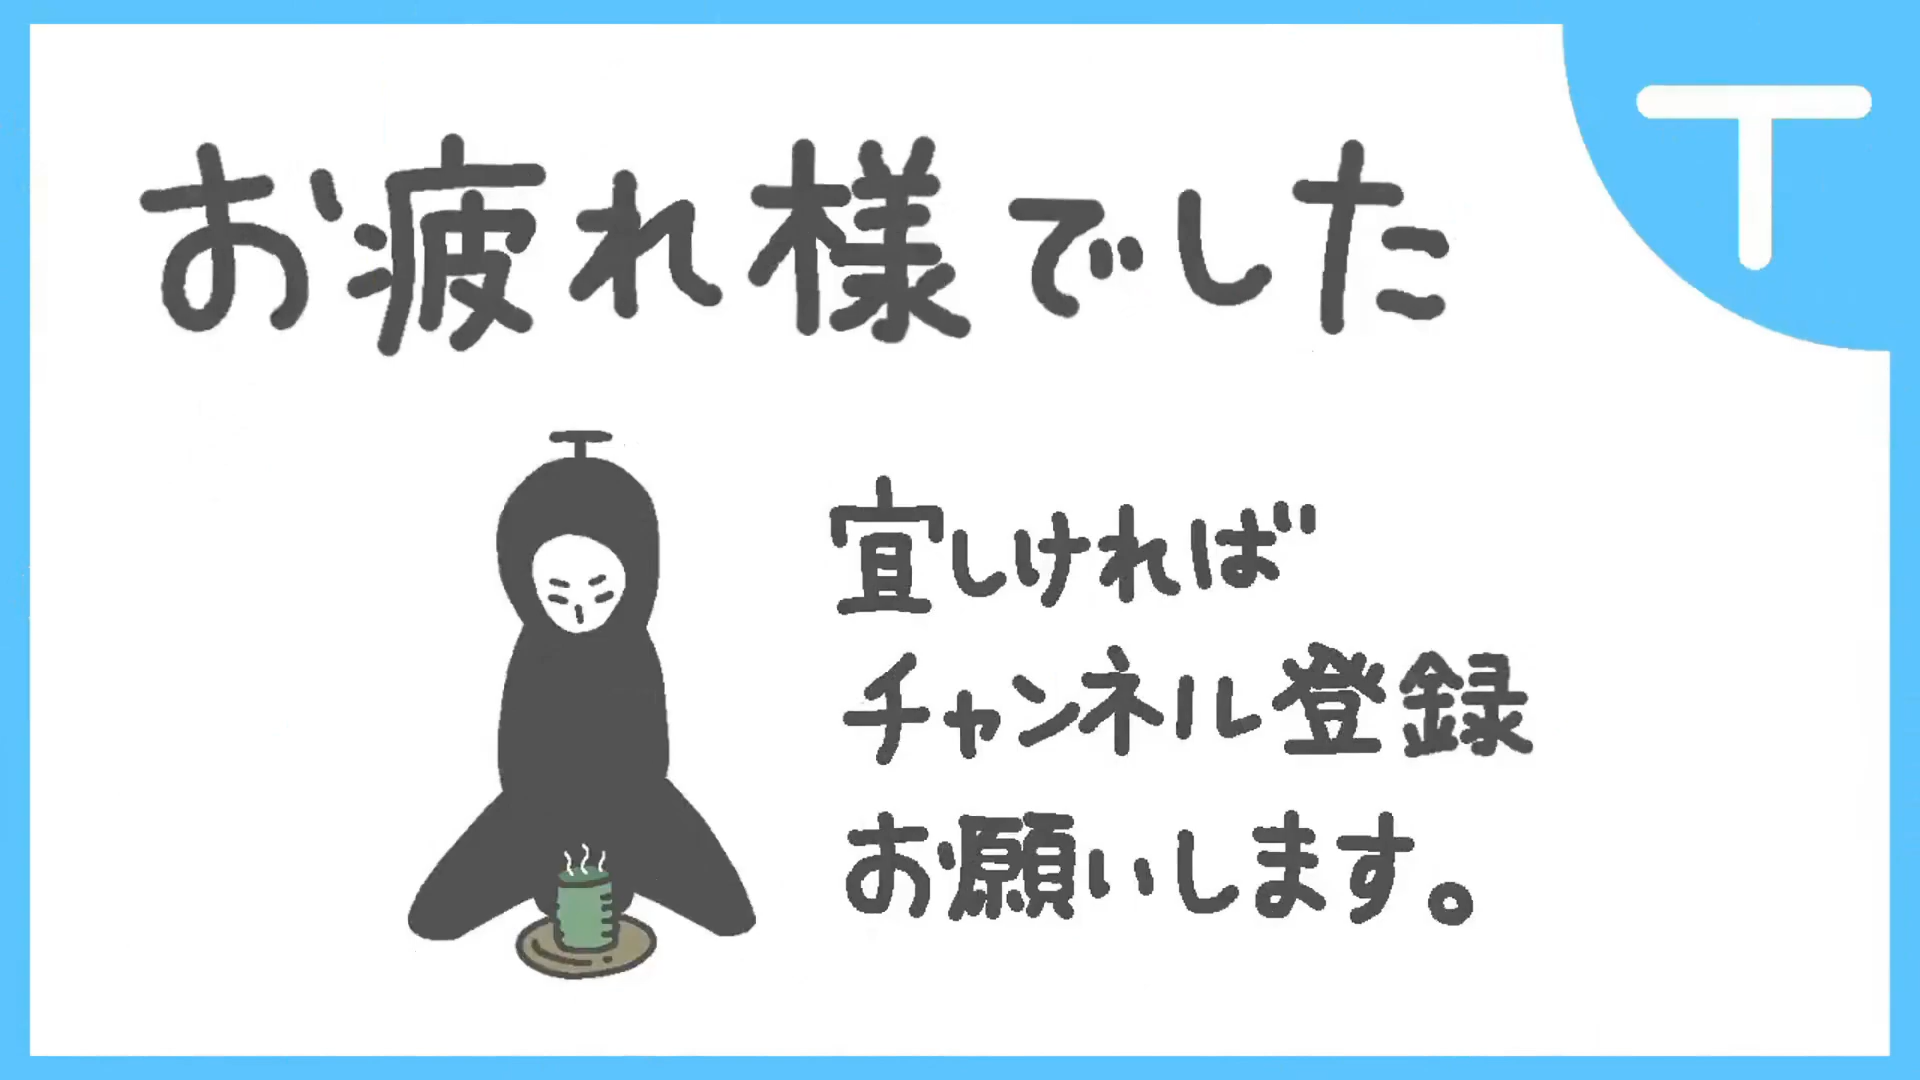 お疲れ様でした
T
宜しければ
チャンネル登録
お願いします。